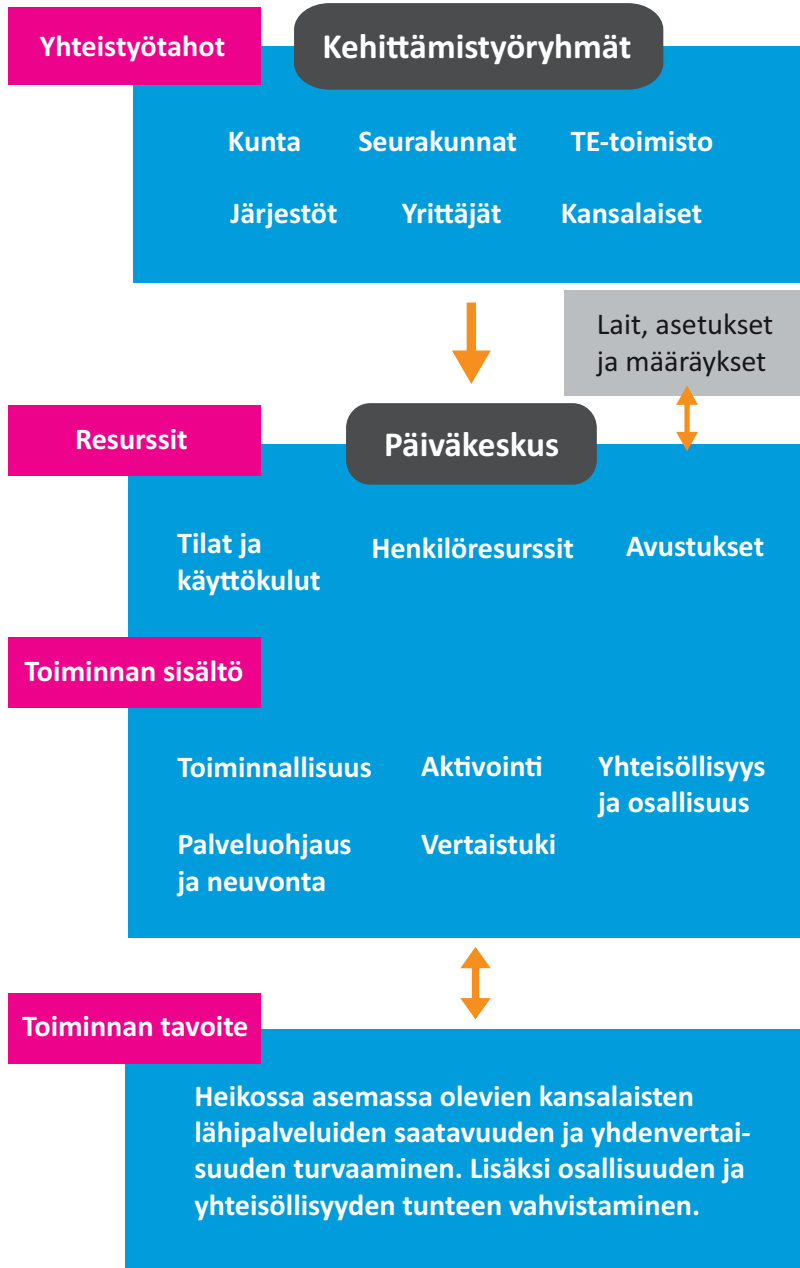 Yhteistyötahot
Kehittämistyöryhmät
Kunta
Seurakunnat
TE-toimisto
Järjestöt
Yrittäjät
Kansalaiset
Lait, asetukset
ja määräykset
Resurssit
Päiväkeskus
Tilat ja
käyttökulut
Henkilöresurssit
Avustukset
Toiminnan sisältö
Toiminnallisuus
Aktivointi
Yhteisöllisyys
ja osallisuus
Palveluohjaus
ja neuvonta
Vertaistuki
Toiminnan tavoite
Heikossa asemassa olevien kansalaisten
lähipalveluiden saatavuuden ja yhdenvertai-
suuden turvaaminen. Lisäksi osallisuuden ja
yhteisöllisyyden tunteen vahvistaminen.